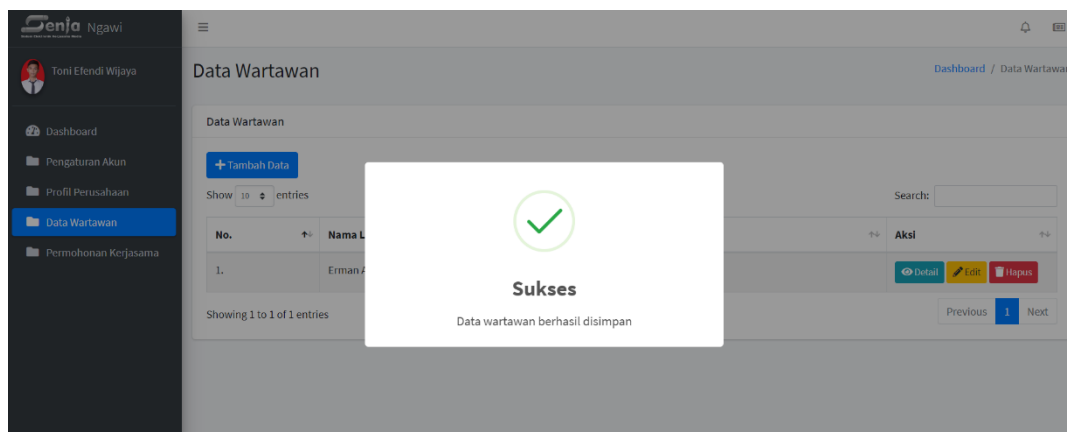 Senja Ngawi
Toni Efendi Wijaya
Dashboard
Pengaturan Akun
Profil Perusahaan
Data Wartawan
Permohonan Kerjasama
Data Wartawan
Dashboard / Data Wartawan
Data Wartawan
Tambah Data
Show 10 entries
Search:
No. Nama L Aksi
1. Erman A Detail Edit Hapus
Showing 1 to 1 of 1 entries
Previous 1 Next
Sukses
Data wartawan berhasil disimpan